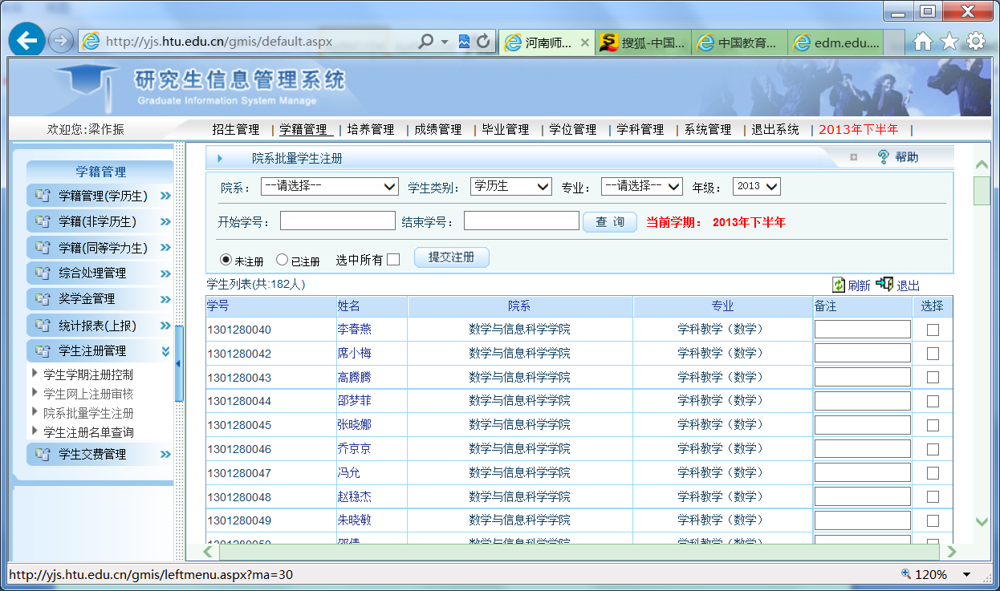 http://yjs.htu.edu.cn/gmis/default.aspx 河南师... 搜狐-中国... 中国教育... edm.edu....
研究生信息管理系统
Graduate Information System Manage
欢迎您:梁作振 招生管理 | 学籍管理 | 培养管理 | 成绩管理 | 毕业管理 | 学位管理 | 学科管理 | 系统管理 | 退出系统 | 2013年下半年 |
学籍管理
学籍管理(学历生)
学籍(非学历生)
学籍(同等学力生)
综合处理管理
奖学金管理
统计报表(上报)
学生注册管理
学生学期注册控制
学生网上注册审核
院系批量学生注册
学生注册名单查询
学生交费管理
院系批量学生注册 帮助
院系: --请选择-- 学生类别: 学历生 专业: --请选择-- 年级: 2013
开始学号: 结束学号: 查 询 当前学期: 2013年下半年
未注册 已注册 选中所有 提交注册
学生列表(共:182人) 刷新 退出
学号 姓名 院系 专业 备注 选择
1301280040 李春燕 数学与信息科学学院 学科教学（数学）
1301280042 席小梅 数学与信息科学学院 学科教学（数学）
1301280043 高腾腾 数学与信息科学学院 学科教学（数学）
1301280044 邵梦菲 数学与信息科学学院 学科教学（数学）
1301280045 张晓娜 数学与信息科学学院 学科教学（数学）
1301280046 乔京京 数学与信息科学学院 学科教学（数学）
1301280047 冯允 数学与信息科学学院 学科教学（数学）
1301280048 赵稳杰 数学与信息科学学院 学科教学（数学）
1301280049 朱晓敏 数学与信息科学学院 学科教学（数学）
1301280050 邵倩 数学与信息科学学院 学科教学（数学）
http://yjs.htu.edu.cn/gmis/leftmenu.aspx?ma=30 120%